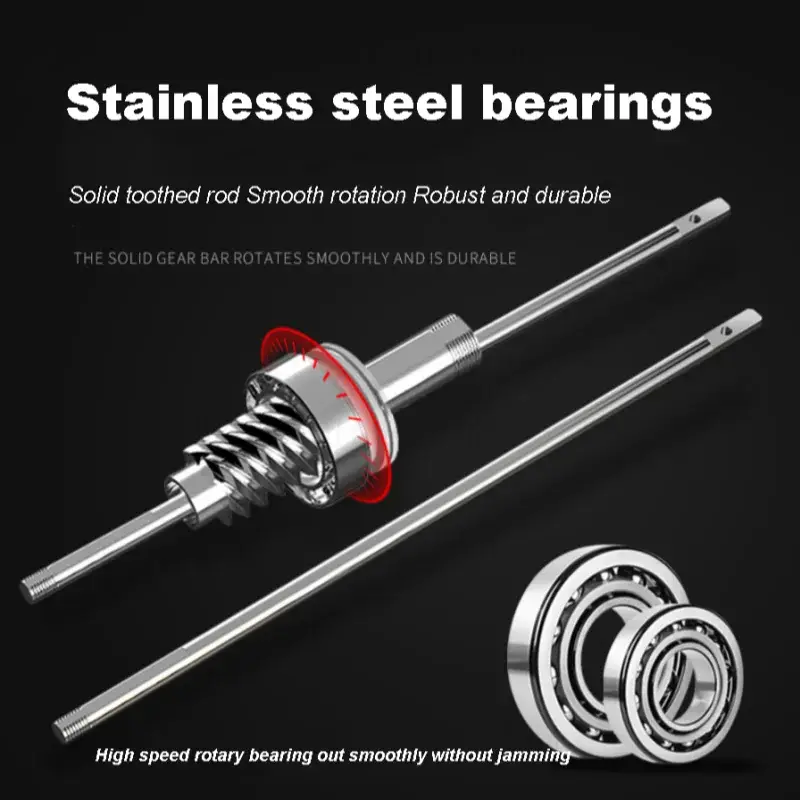 Stainless steel bearings
Solid toothed rod Smooth rotation Robust and durable
THE SOLID GEAR BAR ROTATES SMOOTHLY AND IS DURABLE
High speed rotary bearing out smoothly without jamming